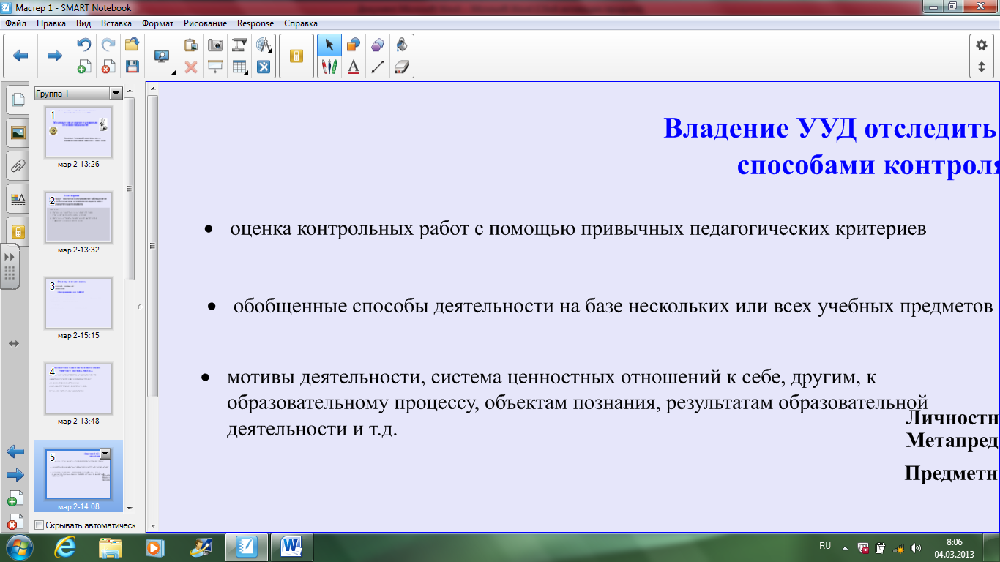 Мастер 1 - SMART Notebook
Файл Правка Вид Вставка Формат Рисование Response Справка
Группа 1
1
мар 2-13:26
2
мар 2-13:32
3
мар 2-15:15
4
мар 2-13:48
5
мар 2-14:08
Скрывать автоматическ
Владение УУД отследить
способами контроля
• оценка контрольных работ с помощью привычных педагогических критериев
• обобщенные способы деятельности на базе нескольких или всех учебных предметов
• мотивы деятельности, система ценностных отношений к себе, другим, к
образовательному процессу, объектам познания, результатам образовательной
деятельности и т.д.
Личностн
Метапред
Предметн
RU
8:06
04.03.2013